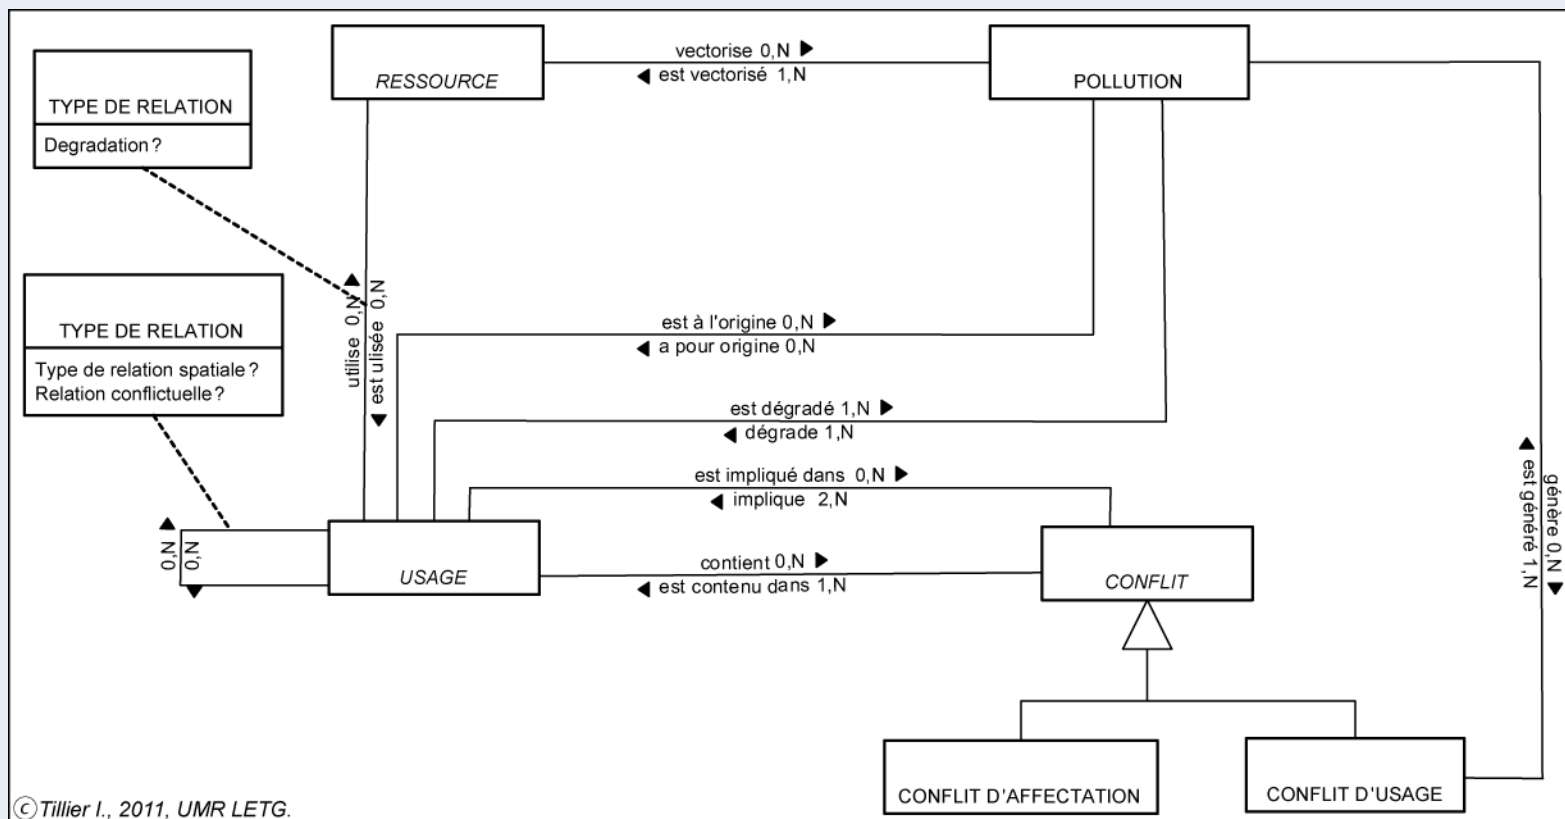 vectorise 0,N ▶
◀ est vectorisé 1,N
RESSOURCE
POLLUTION
TYPE DE RELATION
Degradation ?
utilise 0,N ▶
◀ est ulisée 0,N
TYPE DE RELATION
Type de relation spatiale ?
Relation conflictuelle ?
est à l'origine 0,N ▶
◀ a pour origine 0,N
est dégradé 1,N ▶
◀ dégrade 1,N
est impliqué dans 0,N ▶
◀ implique 2,N
génère 0,N ▶
◀ est généré 1,N
0,N ▶
◀ 0,N
USAGE
contient 0,N ▶
◀ est contenu dans 1,N
CONFLIT
CONFLIT D'AFFECTATION
CONFLIT D'USAGE
© Tillier I., 2011, UMR LETG.